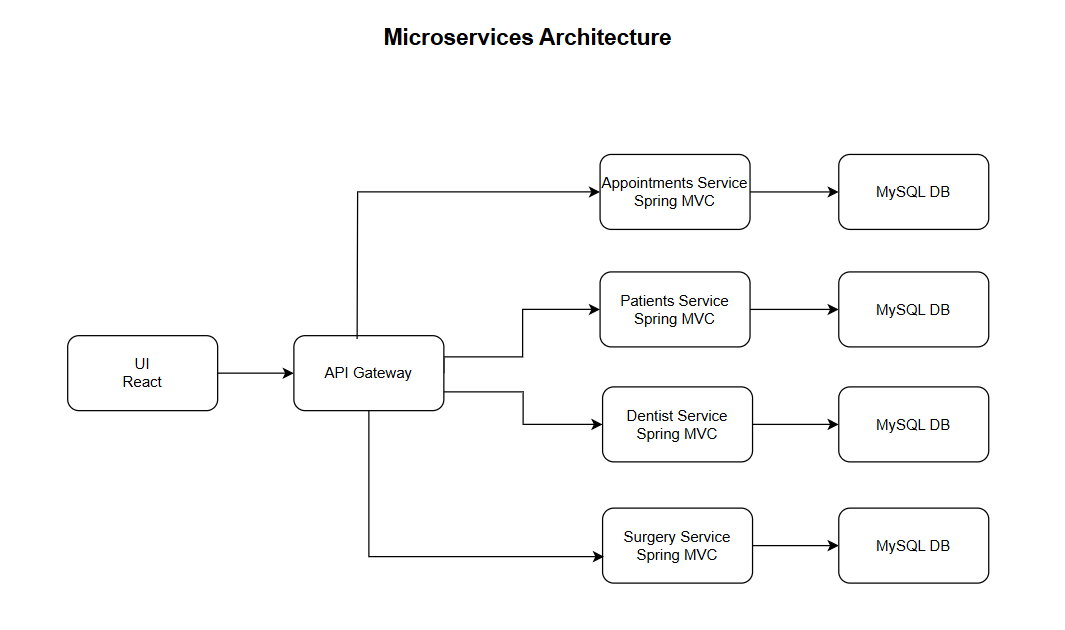 Microservices Architecture
Appointments Service
Spring MVC
MySQL DB
Patients Service
Spring MVC
MySQL DB
UI
React
API Gateway
Dentist Service
Spring MVC
MySQL DB
Surgery Service
Spring MVC
MySQL DB